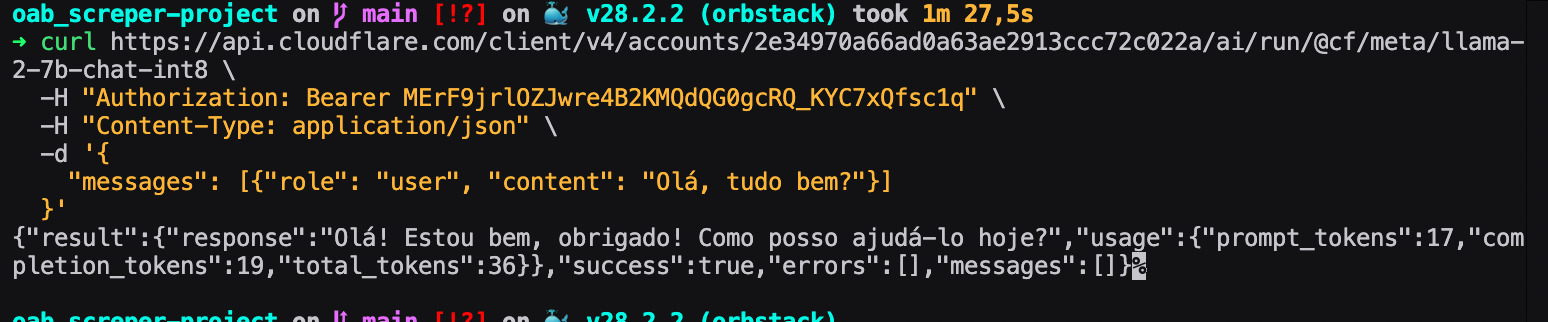 oab_screper-project on main [!?] on 🐳 v28.2.2 (orbstack) took 1m 27,5s
→ curl https://api.cloudflare.com/client/v4/accounts/2e34970a66ad0a63ae2913ccc72c022a/ai/run/@cf/meta/llama-
2-7b-chat-int8 \
  -H "Authorization: Bearer MErF9jrlOZJwre4B2KMQdQG0gcRQ_KYC7xQfsc1q" \
  -H "Content-Type: application/json" \
  -d '{
    "messages": [{"role": "user", "content": "Olá, tudo bem?"}]
  }'
{"result":{"response":"Olá! Estou bem, obrigado! Como posso ajudá-lo hoje?","usage":{"prompt_tokens":17,"com
pletion_tokens":19,"total_tokens":36}},"success":true,"errors":[],"messages":[]}%
oab_screper-project on main [!?] on 🐳 v28.2.2 (orbstack)